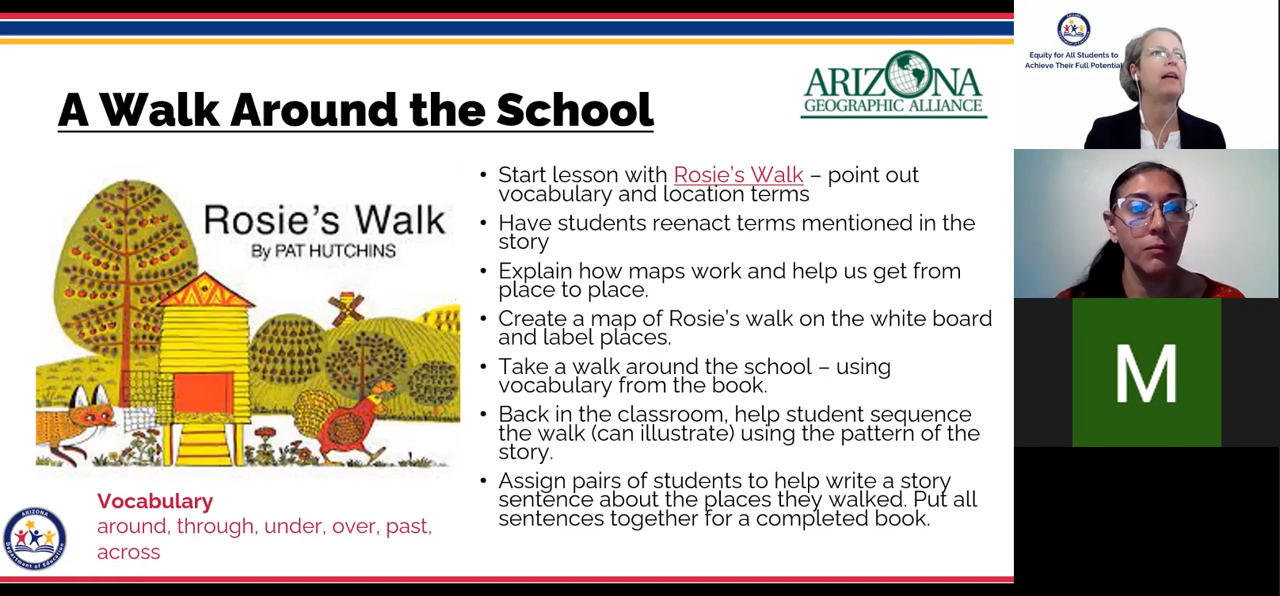 A Walk Around the School
ARIZONA
GEOGRAPHIC ALLIANCE
Rosie's Walk
BY PAT HUTCHINS
• Start lesson with Rosie's Walk – point out
vocabulary and location terms
• Have students reenact terms mentioned in the
story
• Explain how maps work and help us get from
place to place.
• Create a map of Rosie's walk on the white board
and label places.
• Take a walk around the school – using
vocabulary from the book.
• Back in the classroom, help student sequence
the walk (can illustrate) using the pattern of the
story.
• Assign pairs of students to help write a story
sentence about the places they walked. Put all
sentences together for a completed book.
Vocabulary
around, through, under, over, past,
across
ARIZONA
Department of Education
Equity for All Students to
Achieve Their Full Potential
M